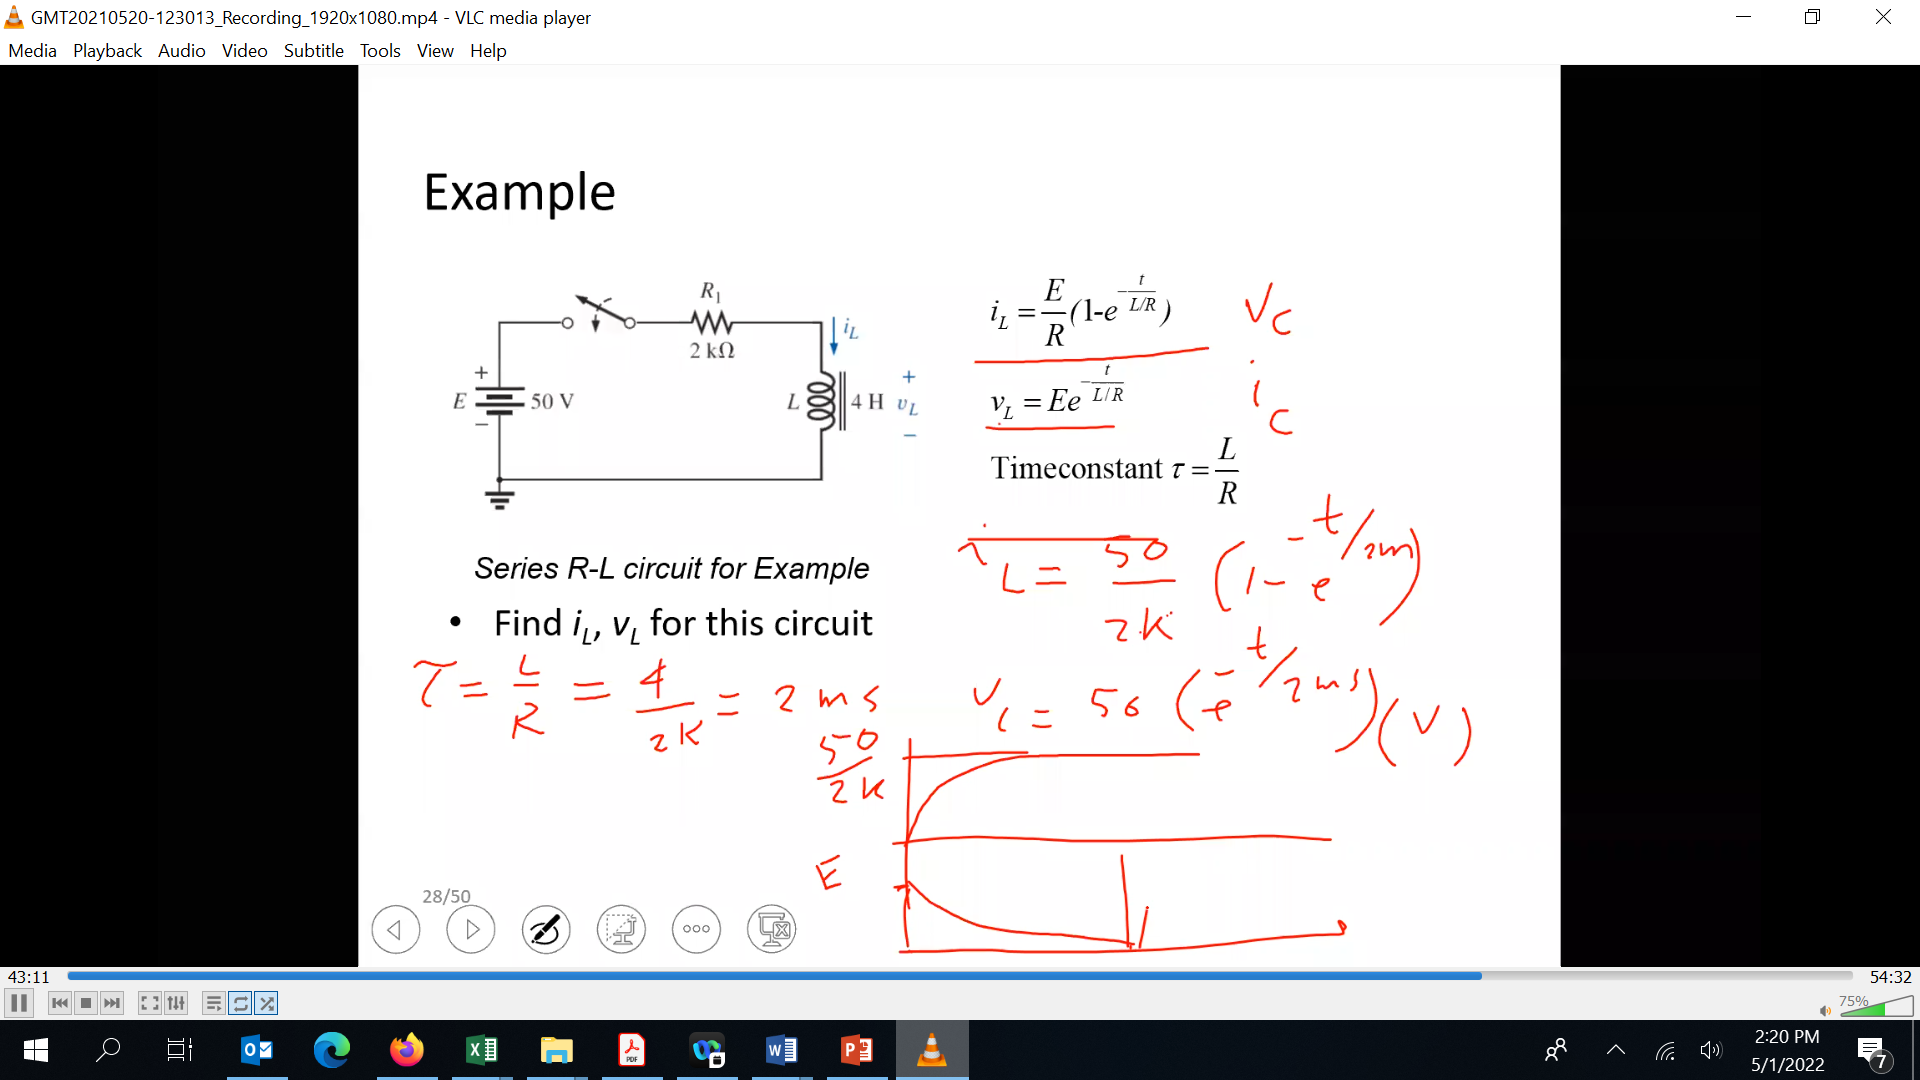 GMT20210520-123013_Recording_1920x1080.mp4 - VLC media player
Media Playback Audio Video Subtitle Tools View Help
Example
R1
2 kΩ
iL
+
E
50 V
−
L
4 H
+
vL
−
iL = E/R (1-e^(-t/(L/R)))
VC
vL = Ee^(-t/(L/R))
iC
Timeconstant τ = L/R
Series R-L circuit for Example
iL = 50/2K (1 - e^(-t/2m))
• Find iL, vL for this circuit
τ = L/R = 4/2K = 2 ms
VL = 50 (e^(-t/2ms)) (V)
50/2K
E
28/50
43:11
54:32
75%
2:20 PM
5/1/2022
7